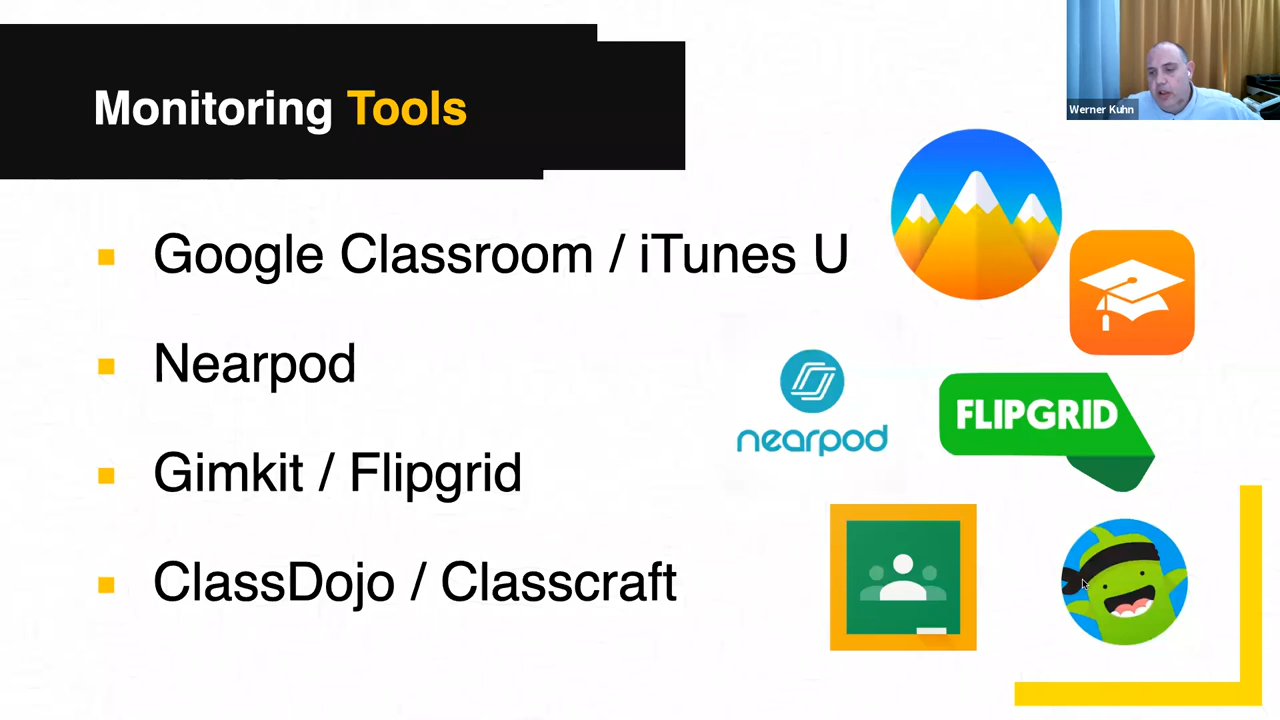 Monitoring Tools
Werner Kuhn
Google Classroom / iTunes U
Nearpod
nearpod
FLIPGRID
Gimkit / Flipgrid
ClassDojo / Classcraft